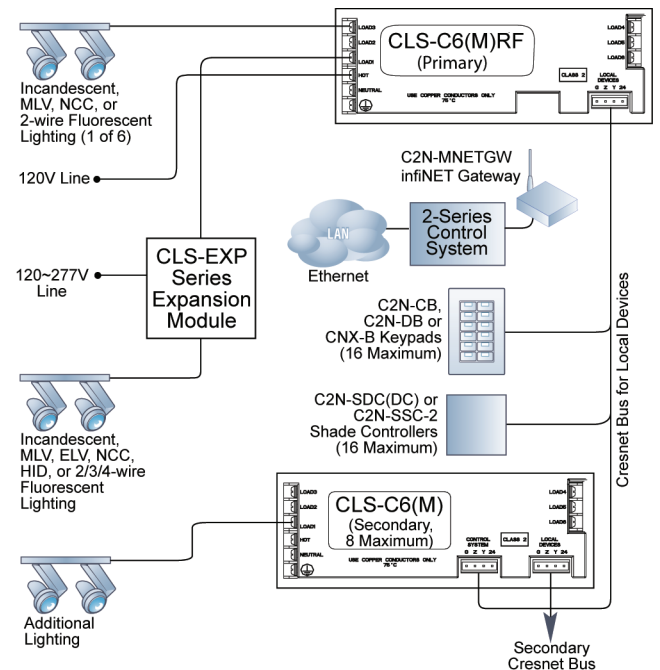 LOAD3
LOAD2
LOAD1
HOT
NEUTRAL
CLS-C6(M)RF
(Primary)
USE COPPER CONDUCTORS ONLY
75°C
CLASS 2
LOCAL
DEVICES
G Z Y 24
LOAD4
LOAD5
LOAD6
Incandescent,
MLV, NCC, or
2-wire Fluorescent
Lighting (1 of 6)
120V Line
C2N-MNETGW
infiNET Gateway
LAN
Ethernet
2-Series
Control
System
CLS-EXP
Series
Expansion
Module
120~277V
Line
C2N-CB,
C2N-DB or
CNX-B Keypads
(16 Maximum)
Cresnet Bus for Local Devices
C2N-SDC(DC) or
C2N-SSC-2
Shade Controllers
(16 Maximum)
Incandescent,
MLV, ELV, NCC,
HID, or 2/3/4-wire
Fluorescent
Lighting
LOAD3
LOAD2
LOAD1
HOT
NEUTRAL
CLS-C6(M)
(Secondary,
8 Maximum)
USE COPPER CONDUCTORS ONLY
75°C
CONTROL
SYSTEM
G Z Y 24
CLASS 2
LOCAL
DEVICES
G Z Y 24
LOAD4
LOAD5
LOAD6
Additional
Lighting
Secondary
Cresnet Bus